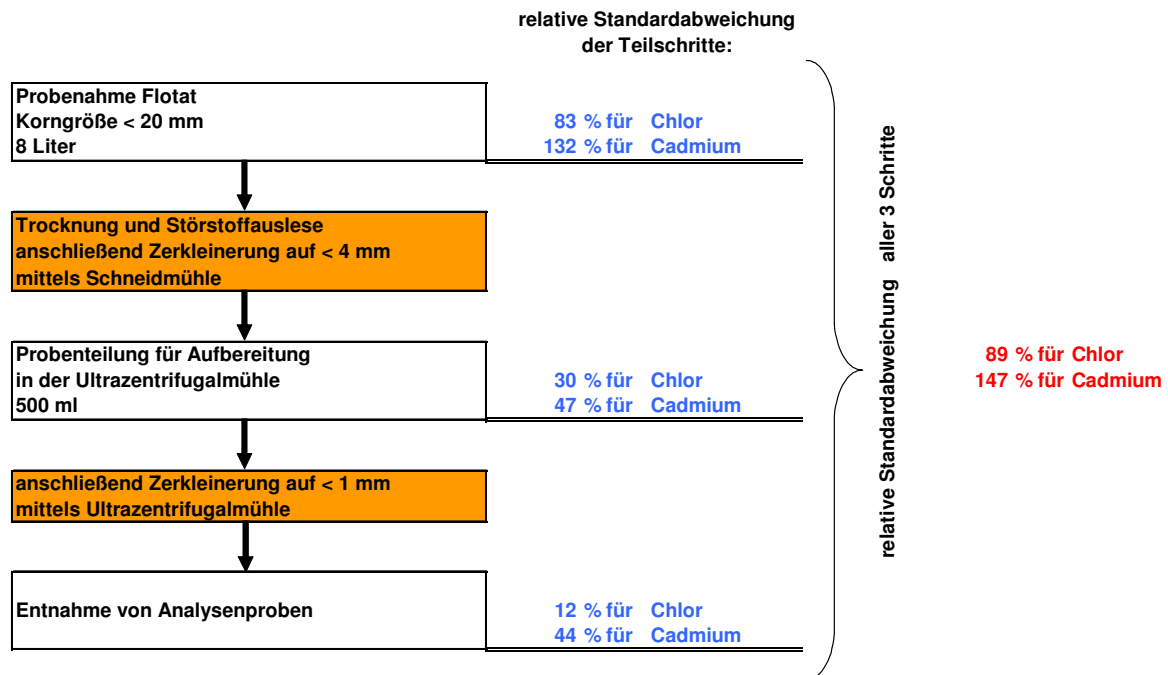 relative Standardabweichung
der Teilschritte:
Probenahme Flotat
Korngröße < 20 mm
8 Liter
83 % für Chlor
132 % für Cadmium
Trocknung und Störstoffauslese
anschließend Zerkleinerung auf < 4 mm
mittels Schneidmühle
Probenteilung für Aufbereitung
in der Ultrazentrifugalmühle
500 ml
30 % für Chlor
47 % für Cadmium
anschließend Zerkleinerung auf < 1 mm
mittels Ultrazentrifugalmühle
Entnahme von Analysenproben
12 % für Chlor
44 % für Cadmium
relative Standardabweichung aller 3 Schritte
89 % für Chlor
147 % für Cadmium